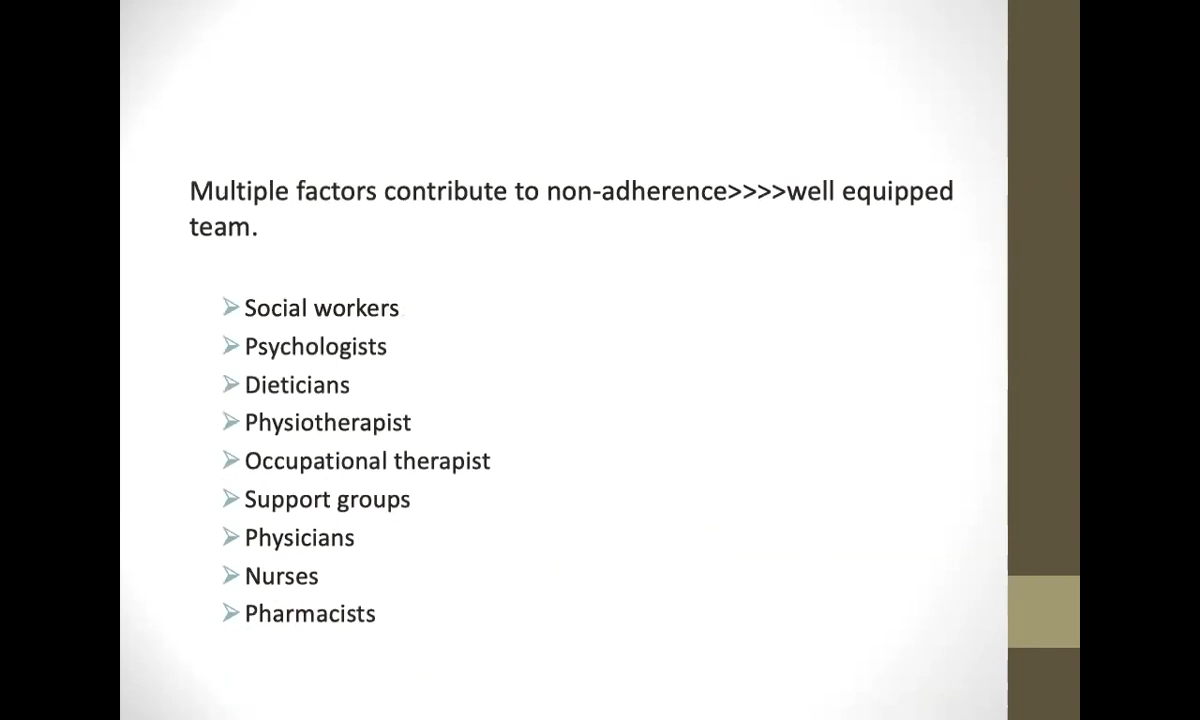 Multiple factors contribute to non-adherence>>>>well equipped
team.
Social workers
Psychologists
Dieticians
Physiotherapist
Occupational therapist
Support groups
Physicians
Nurses
Pharmacists